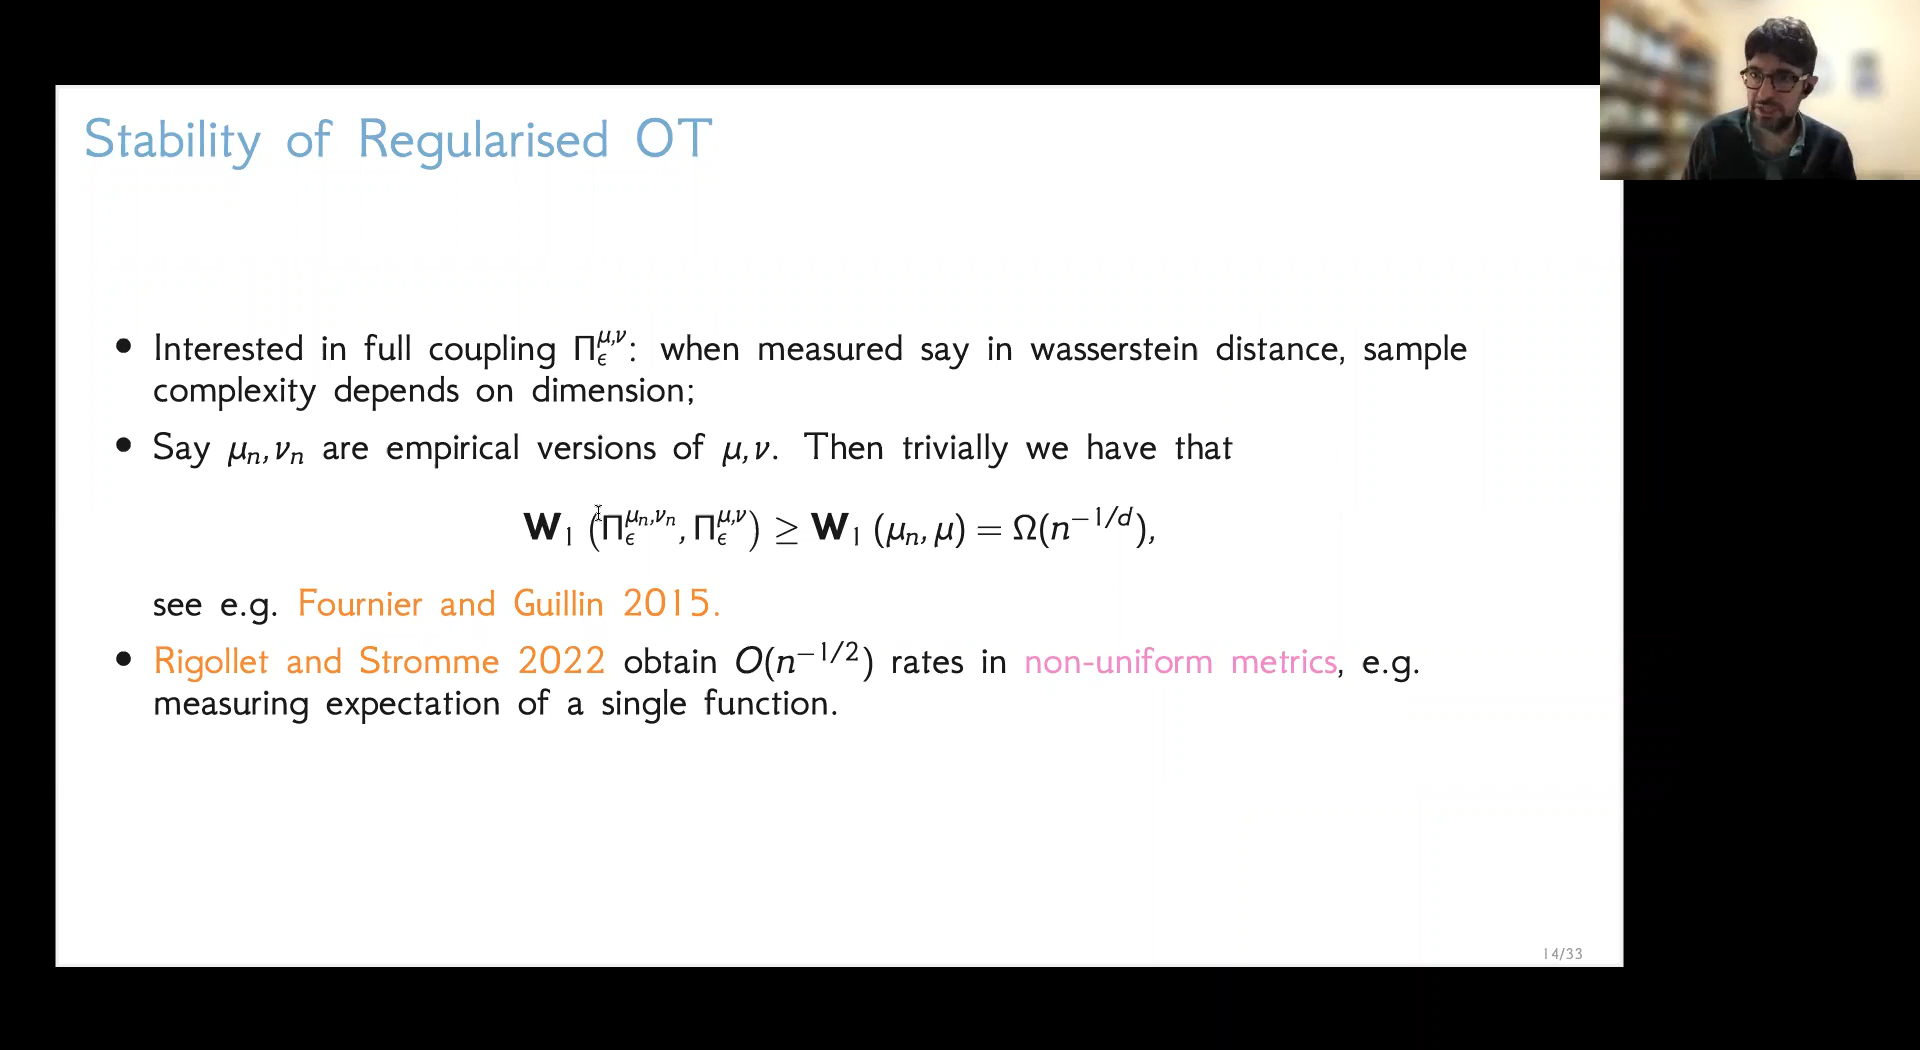 Stability of Regularised OT
• Interested in full coupling Π_ϵ^{μ,ν}: when measured say in wasserstein distance, sample
complexity depends on dimension;
• Say μ_n, ν_n are empirical versions of μ, ν. Then trivially we have that
W_1 (Π_ϵ^{μ_n,ν_n}, Π_ϵ^{μ,ν}) ≥ W_1 (μ_n, μ) = Ω(n^{−1/d}),
see e.g. Fournier and Guillin 2015.
• Rigollet and Stromme 2022 obtain O(n^{−1/2}) rates in non-uniform metrics, e.g.
measuring expectation of a single function.
14/33